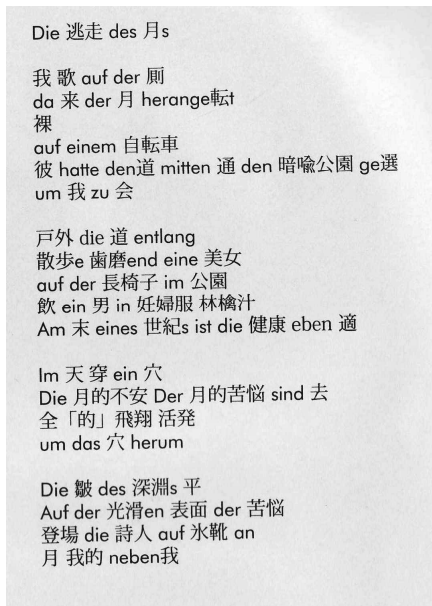 Die 逃走 des 月s
我 歌 auf der 厠
da 来 der 月 herange転t
裸
auf einem 自転車
彼 hatte den道 mitten 通 den 暗喩公園 ge選
um 我 zu 会
戸外 die 道 entlang
散歩e 歯磨end eine 美女
auf der 長椅子 im 公園
飲 ein 男 in 妊婦服 林檎汁
Am 末 eines 世紀s ist die 健康 eben 適
Im 天 穿 ein 穴
Die 月的不安 Der 月的苦悩 sind 去
全「的」飛翔 活発
um das 穴 herum
Die 皺 des 深淵s 平
Auf der 光滑en 表面 der 苦悩
登場 die 詩人 auf 氷靴 an
月 我的 neben我